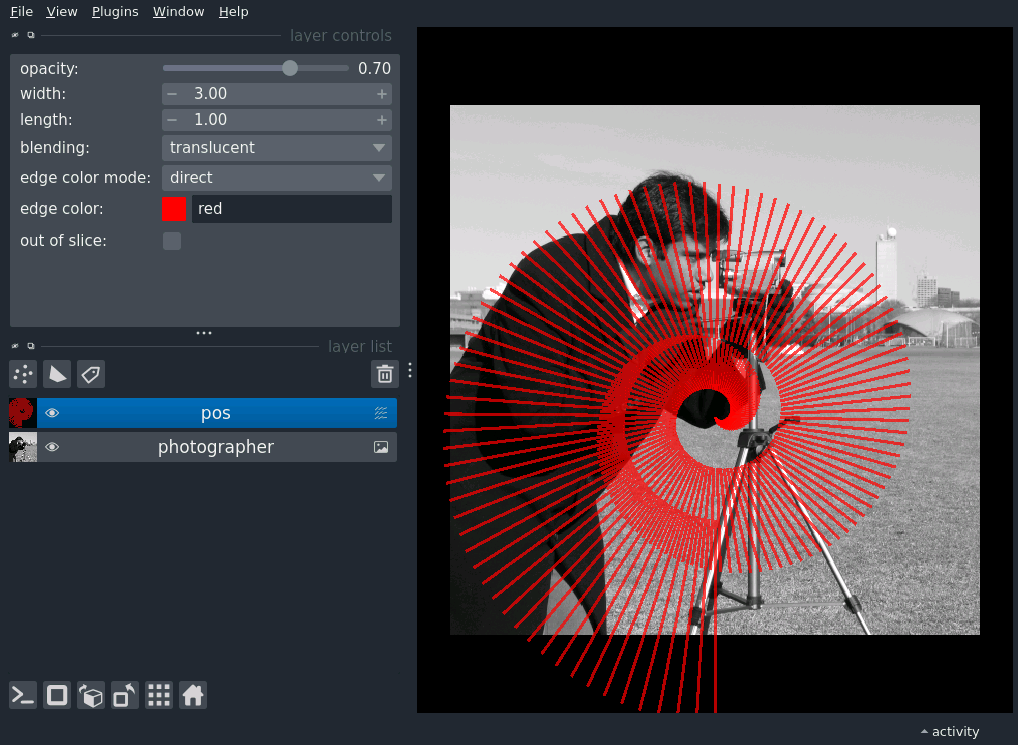 File View Plugins Window Help
layer controls
opacity: 0.70
width: − 3.00 +
length: − 1.00 +
blending: translucent
edge color mode: direct
edge color: red
out of slice:
layer list
pos
photographer
activity